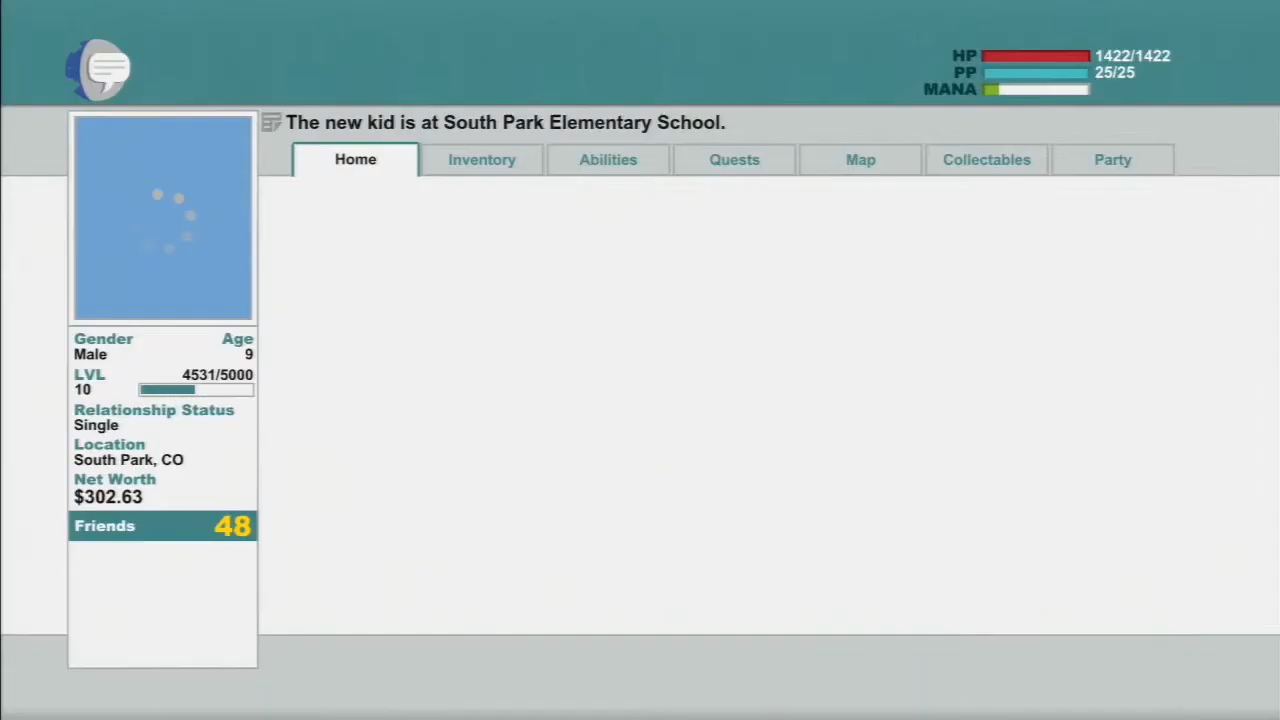 HP 1422/1422
PP 25/25
MANA
The new kid is at South Park Elementary School.
Home Inventory Abilities Quests Map Collectables Party
Gender Age
Male 9
LVL 4531/5000
10
Relationship Status
Single
Location
South Park, CO
Net Worth
$302.63
Friends 48